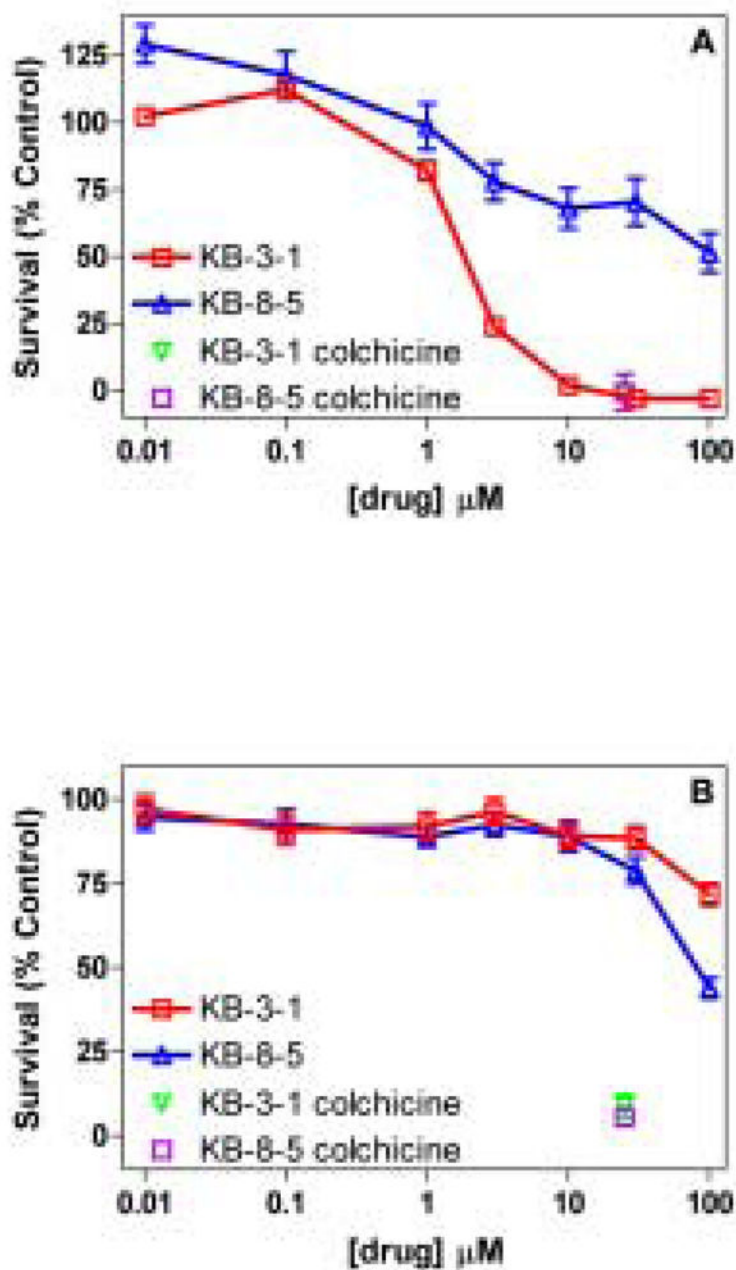 A
125
100
75
50
25
0
Survival (% Control)
KB-3-1
KB-8-5
KB-3-1 colchicine
KB-8-5 colchicine
0.01 0.1 1 10 100
[drug] μM
B
100
75
50
25
0
Survival (% Control)
KB-3-1
KB-8-5
KB-3-1 colchicine
KB-8-5 colchicine
0.01 0.1 1 10 100
[drug] μM